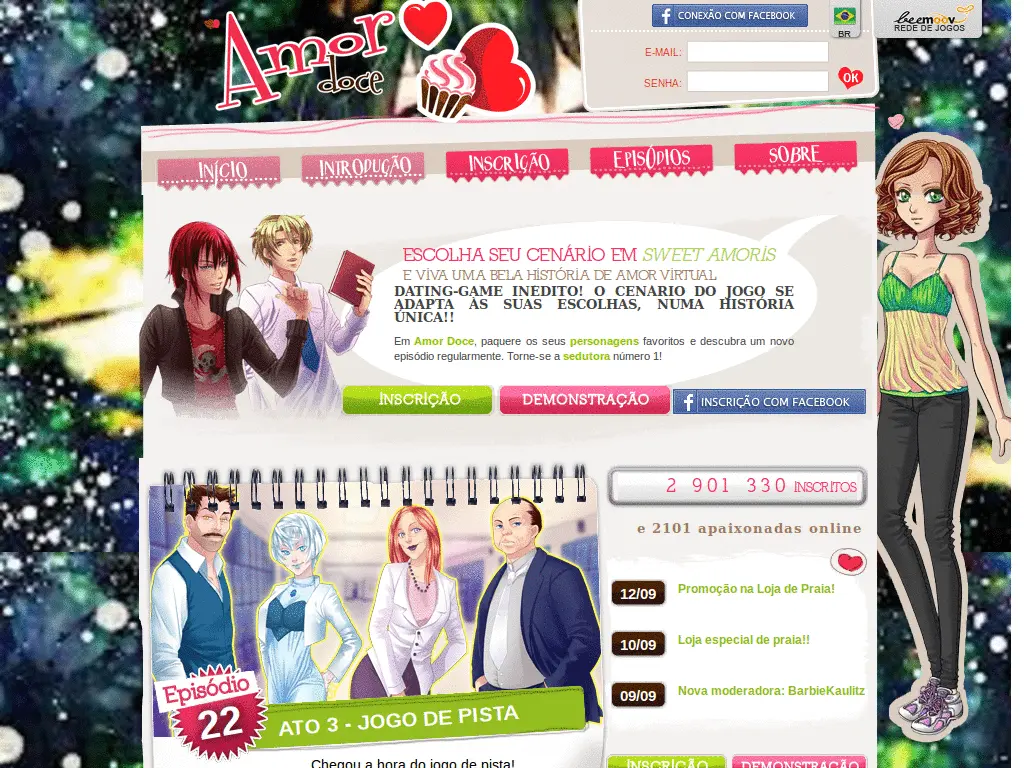 Amor
doce
CONEXÃO COM FACEBOOK
BR
beemoov
REDE DE JOGOS
E-MAIL:
SENHA:
OK
INÍCIO
INTRODUÇÃO
INSCRIÇÃO
EPISÓDIOS
SOBRE
ESCOLHA SEU CENÁRIO EM SWEET AMORIS
E VIVA UMA BELA HISTÓRIA DE AMOR VIRTUAL
DATING-GAME INEDITO! O CENARIO DO JOGO SE
ADAPTA ÀS SUAS ESCOLHAS, NUMA HISTÓRIA
ÚNICA!!
Em Amor Doce, paquere os seus personagens favoritos e descubra um novo
episódio regularmente. Torne-se a sedutora número 1!
INSCRIÇÃO
DEMONSTRAÇÃO
INSCRIÇÃO COM FACEBOOK
2 901 330 INSCRITOS
e 2101 apaixonadas online
12/09
Promoção na Loja de Praia!
10/09
Loja especial de praia!!
09/09
Nova moderadora: BarbieKaulitz
Episódio
22
ATO 3 - JOGO DE PISTA
Chegou a hora do jogo de pista!
INSCRIÇÃO
DEMONSTRAÇÃO